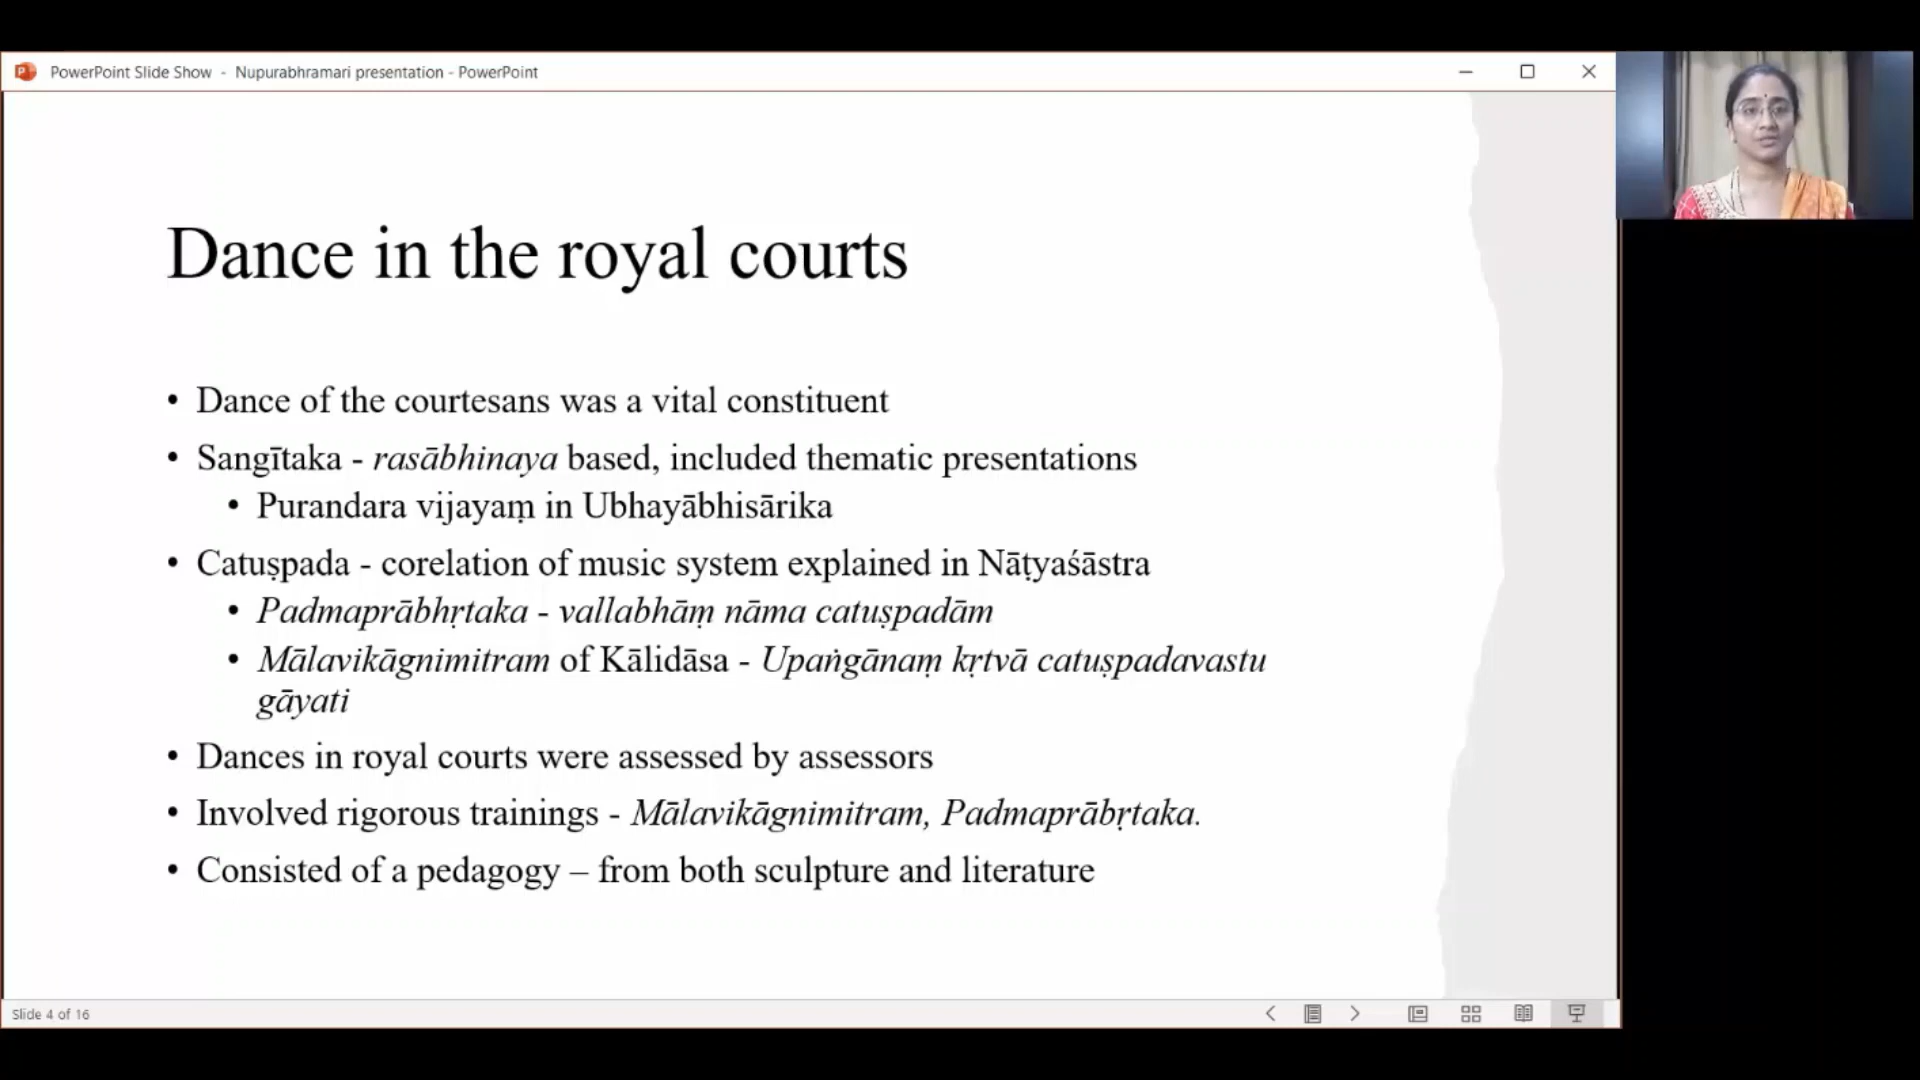 PowerPoint Slide Show - Nupurabhramari presentation - PowerPoint
Dance in the royal courts
• Dance of the courtesans was a vital constituent
• Sangītaka - rasābhinaya based, included thematic presentations
• Purandara vijayaṃ in Ubhayābhisārika
• Catuṣpada - corelation of music system explained in Nāṭyaśāstra
• Padmaprābhṛtaka - vallabhāṃ nāma catuṣpadām
• Mālavikāgnimitram of Kālidāsa - Upaṅgānaṃ kṛtvā catuṣpadavastu
gāyati
• Dances in royal courts were assessed by assessors
• Involved rigorous trainings - Mālavikāgnimitram, Padmaprābṛtaka.
• Consisted of a pedagogy – from both sculpture and literature
Slide 4 of 16